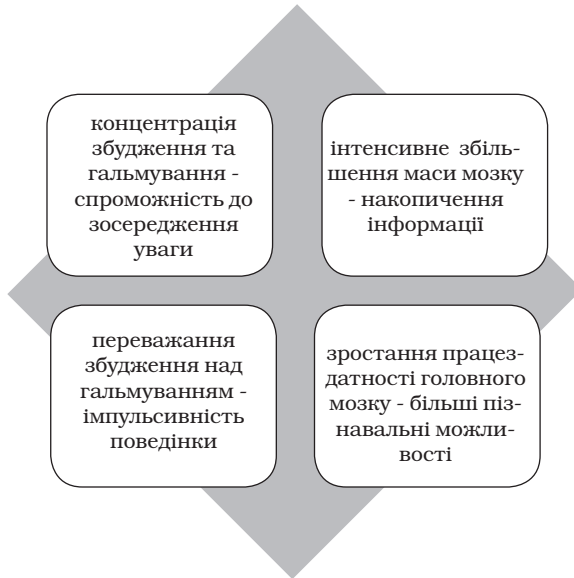 концентрація
збудження та
гальмування -
спроможність до
зосередження
уваги
інтенсивне збіль-
шення маси мозку
- накопичення
інформації
переважання
збудження над
гальмуванням -
імпульсивність
поведінки
зростання працез-
датності головного
мозку - більші піз-
навальні можли-
вості